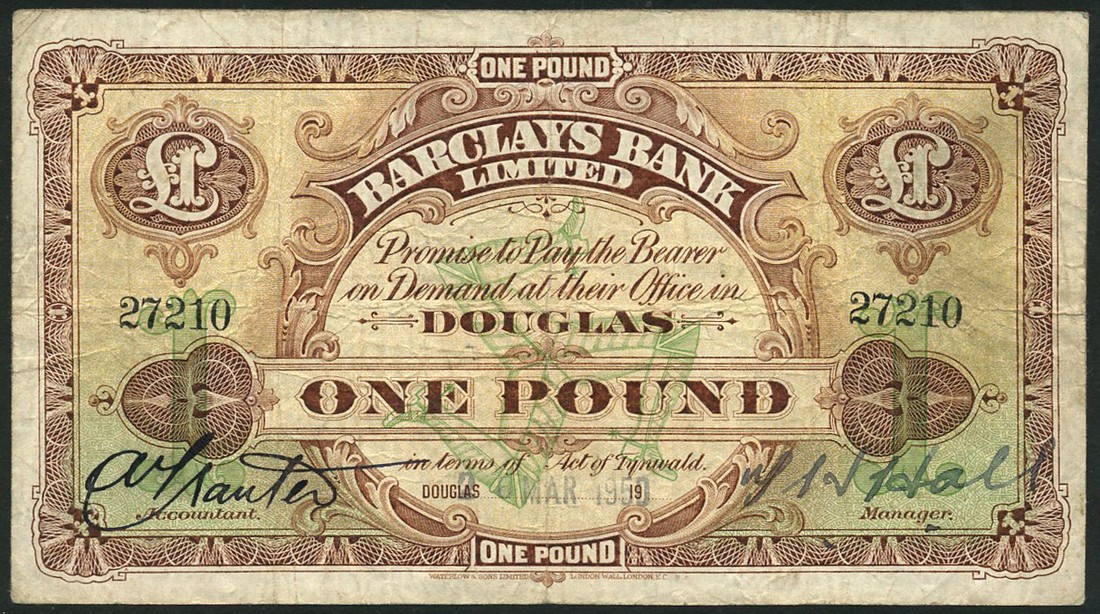 ONE POUND
BARCLAYS BANK
LIMITED
£1 £1
Promise to Pay the Bearer
on Demand at their Office in
27210 27210
DOUGLAS
ONE POUND
in terms of Act of Tynwald.
DOUGLAS MAR 1950 19
Accountant. Manager.
ONE POUND
WATERLOW & SONS LIMITED, LONDON WALL, LONDON, E.C.